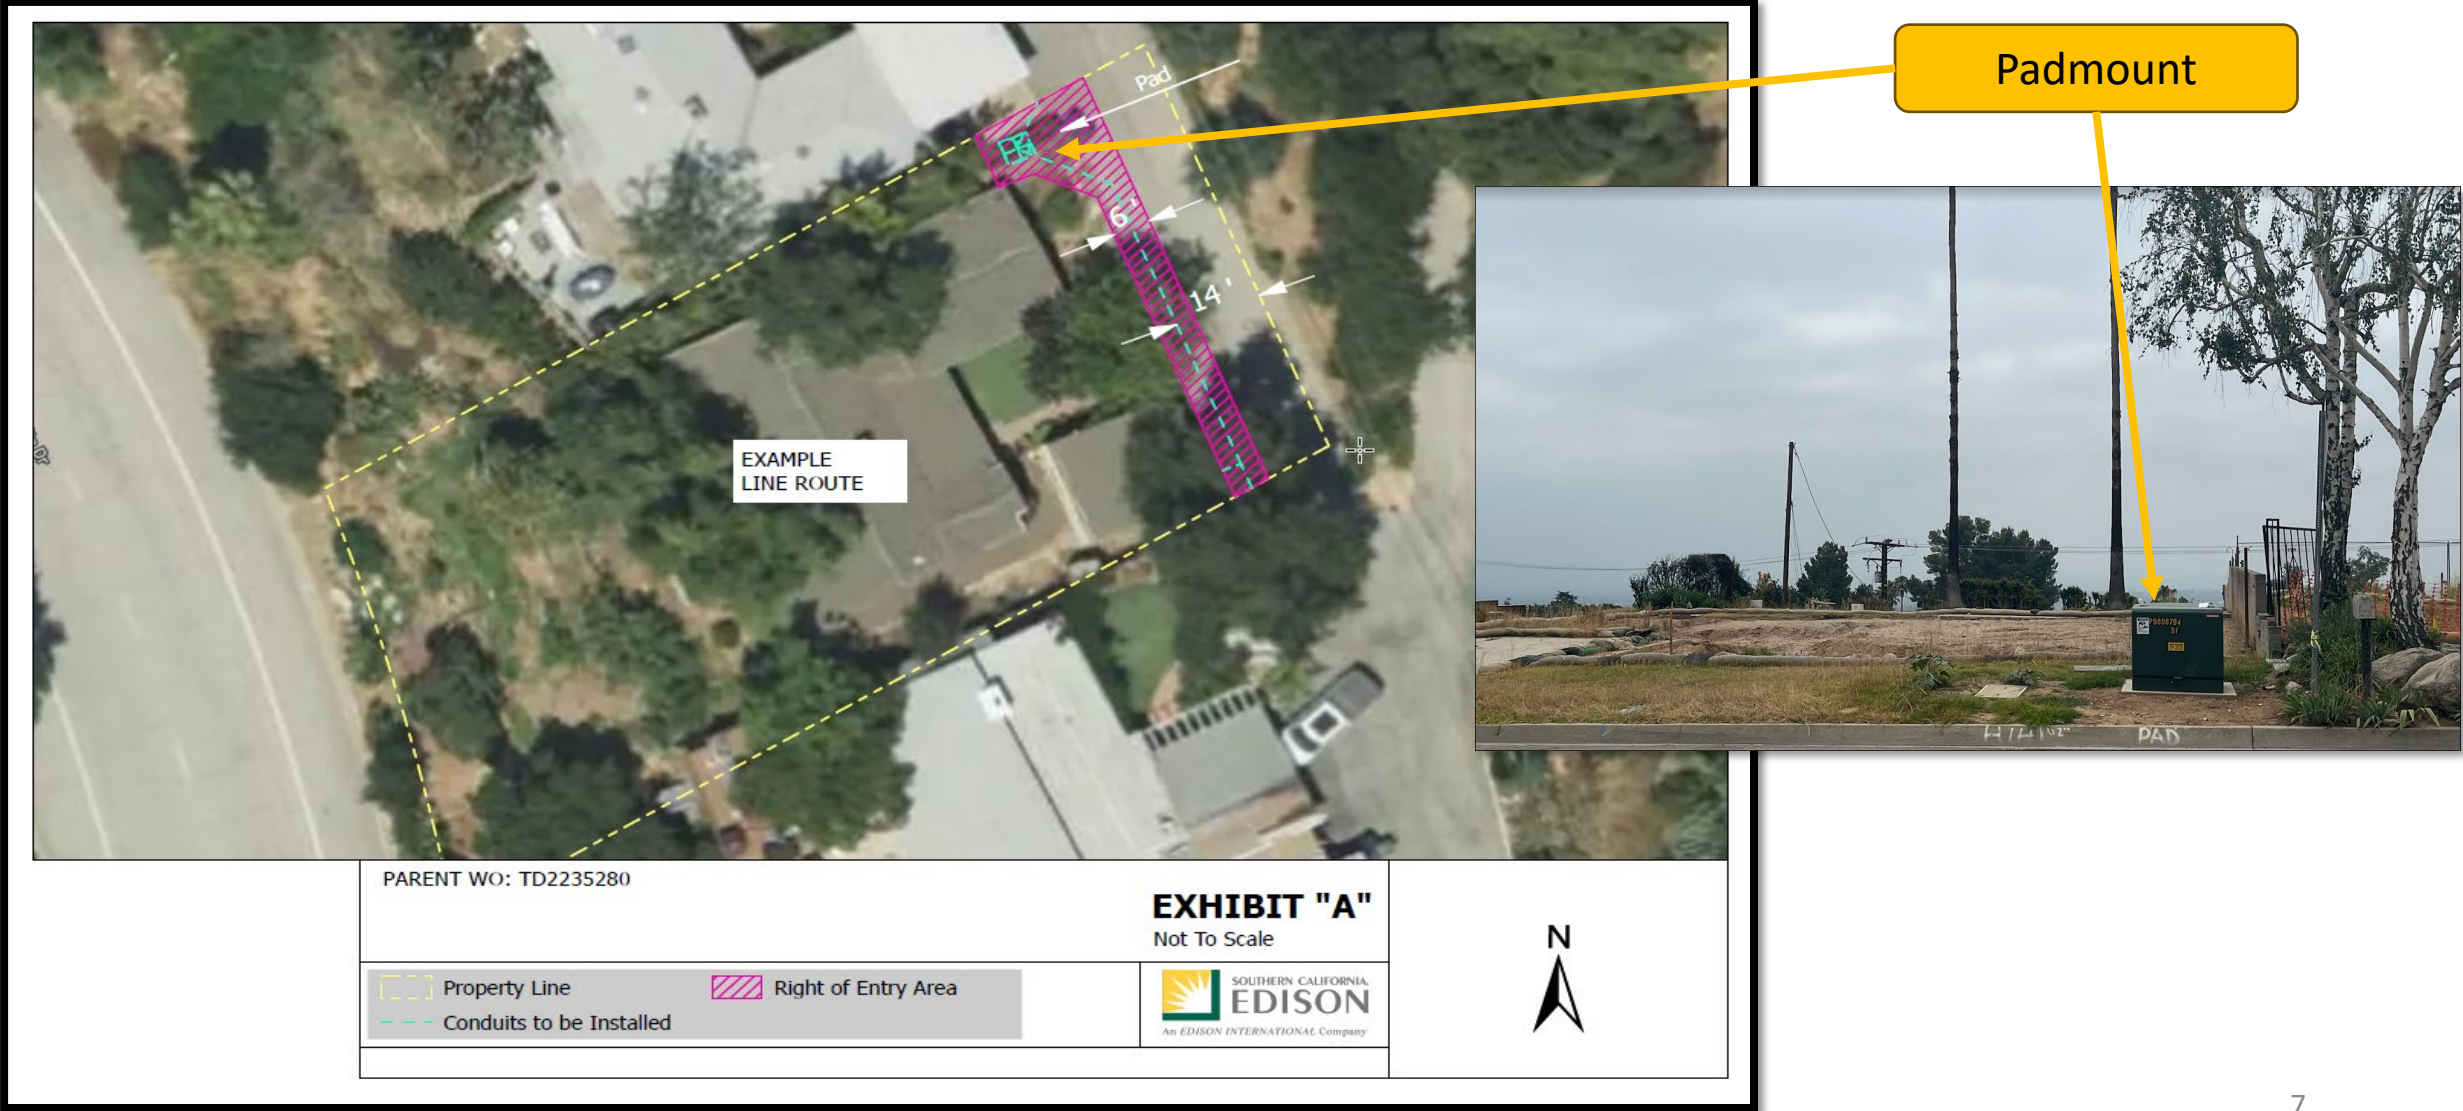 Padmount
Pad
6'
14'
EXAMPLE
LINE ROUTE
PAD
PARENT WO: TD2235280
EXHIBIT "A"
Not To Scale
N
Property Line
Right of Entry Area
Conduits to be Installed
SOUTHERN CALIFORNIA
EDISON
An EDISON INTERNATIONAL Company
7